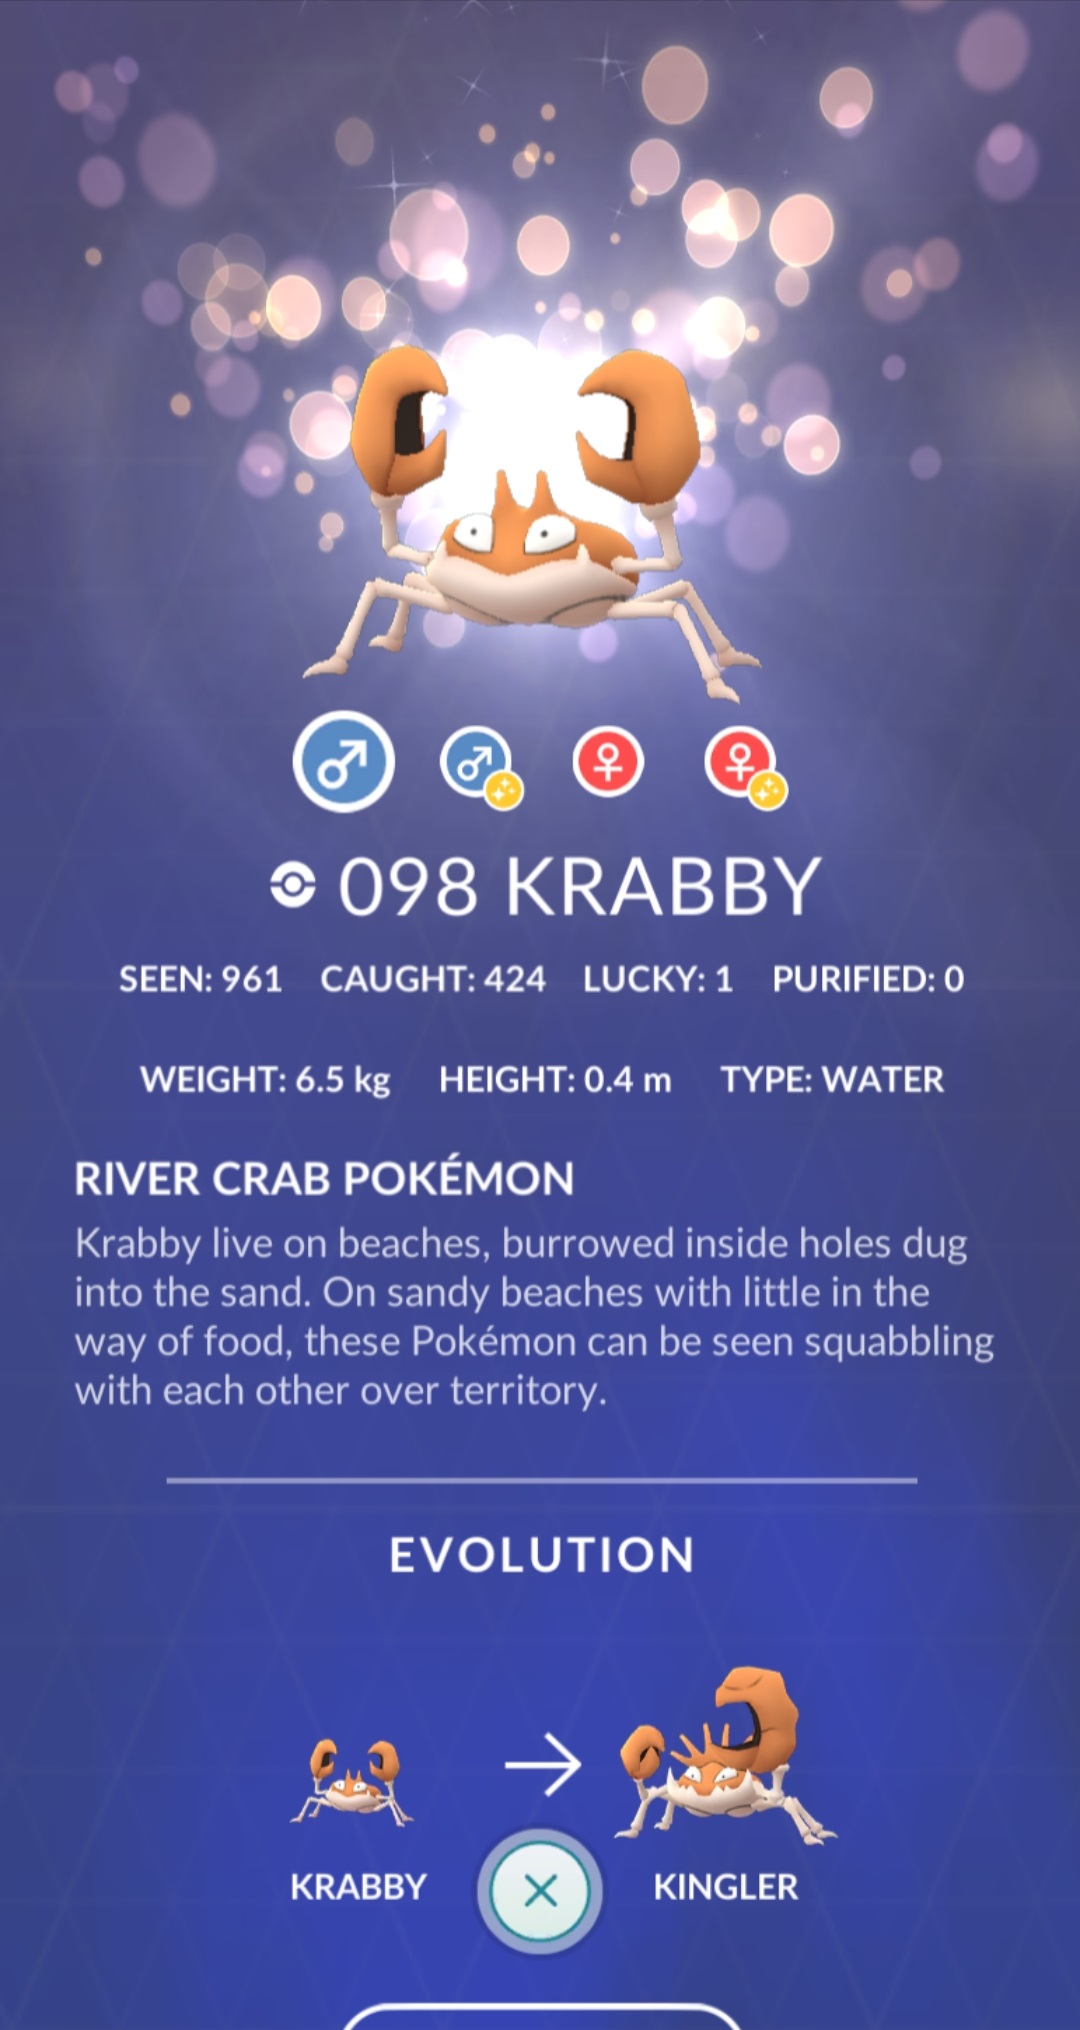 098 KRABBY
SEEN: 961 CAUGHT: 424 LUCKY: 1 PURIFIED: 0
WEIGHT: 6.5 kg HEIGHT: 0.4 m TYPE: WATER
RIVER CRAB POKÉMON
Krabby live on beaches, burrowed inside holes dug
into the sand. On sandy beaches with little in the
way of food, these Pokémon can be seen squabbling
with each other over territory.
EVOLUTION
KRABBY KINGLER